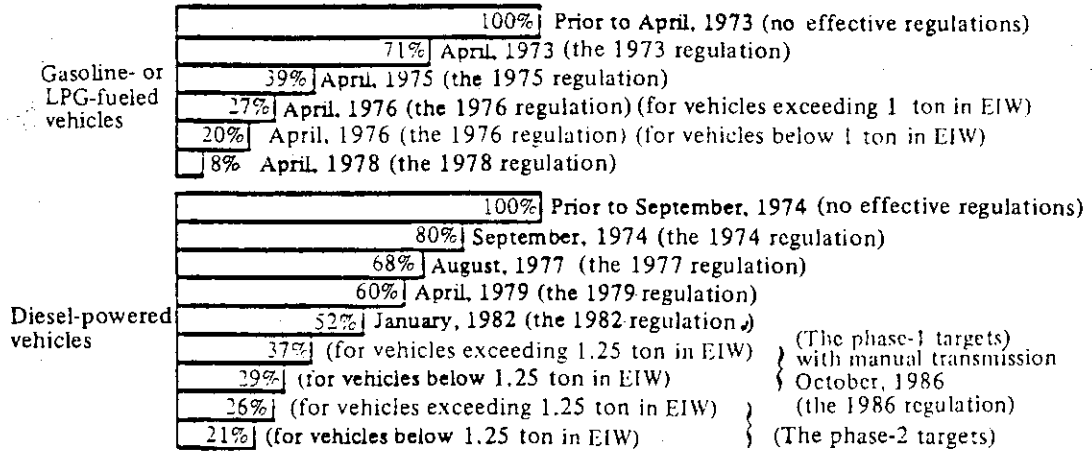 100% Prior to April, 1973 (no effective regulations)
71% April, 1973 (the 1973 regulation)
39% April, 1975 (the 1975 regulation)
27% April, 1976 (the 1976 regulation) (for vehicles exceeding 1 ton in EIW)
20% April, 1976 (the 1976 regulation) (for vehicles below 1 ton in EIW)
8% April, 1978 (the 1978 regulation)
Gasoline- or
LPG-fueled
vehicles
100% Prior to September, 1974 (no effective regulations)
80% September, 1974 (the 1974 regulation)
68% August, 1977 (the 1977 regulation)
60% April, 1979 (the 1979 regulation)
52% January, 1982 (the 1982 regulation)
37% (for vehicles exceeding 1.25 ton in EIW)
29% (for vehicles below 1.25 ton in EIW)
26% (for vehicles exceeding 1.25 ton in EIW)
21% (for vehicles below 1.25 ton in EIW)
Diesel-powered
vehicles
(The phase-1 targets)
with manual transmission
October, 1986
(the 1986 regulation)
(The phase-2 targets)